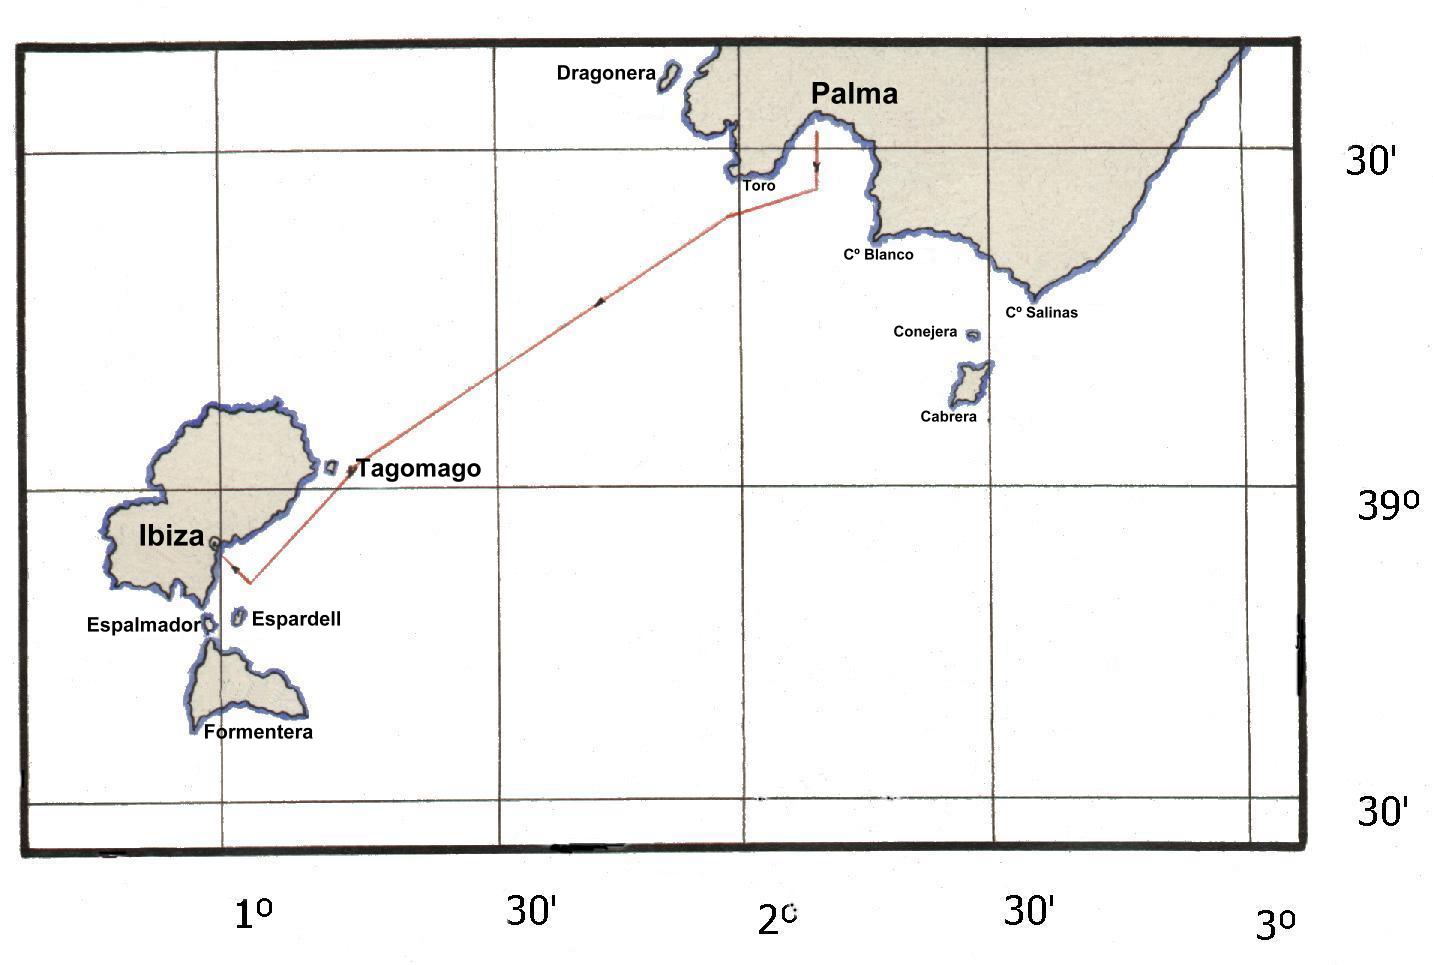 Dragonera
Palma
30'
Toro
Cº Blanco
Cº Salinas
Conejera
Cabrera
Tagomago
39º
Ibiza
Espalmador
Espardell
Formentera
30'
1º
30'
2º
30'
3º